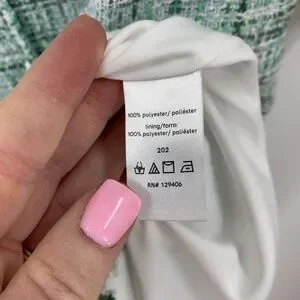 100% polyester/ poliéster
lining/forro:
100% polyester/ poliéster
202
RN# 129406